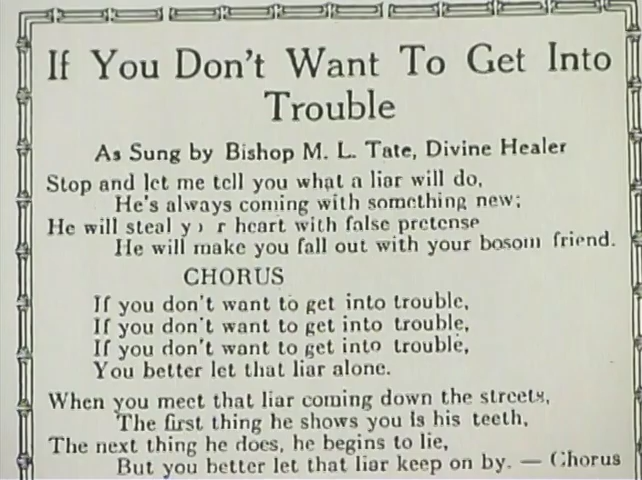 If You Don't Want To Get Into
Trouble
As Sung by Bishop M. L. Tate, Divine Healer
Stop and let me tell you what a liar will do,
He's always coming with something new;
He will steal y r heart with false pretense
He will make you fall out with your bosom friend.
CHORUS
If you don't want to get into trouble,
If you don't want to get into trouble,
If you don't want to get into trouble,
You better let that liar alone.
When you meet that liar coming down the streets,
The first thing he shows you is his teeth,
The next thing he does, he begins to lie,
But you better let that liar keep on by. — Chorus